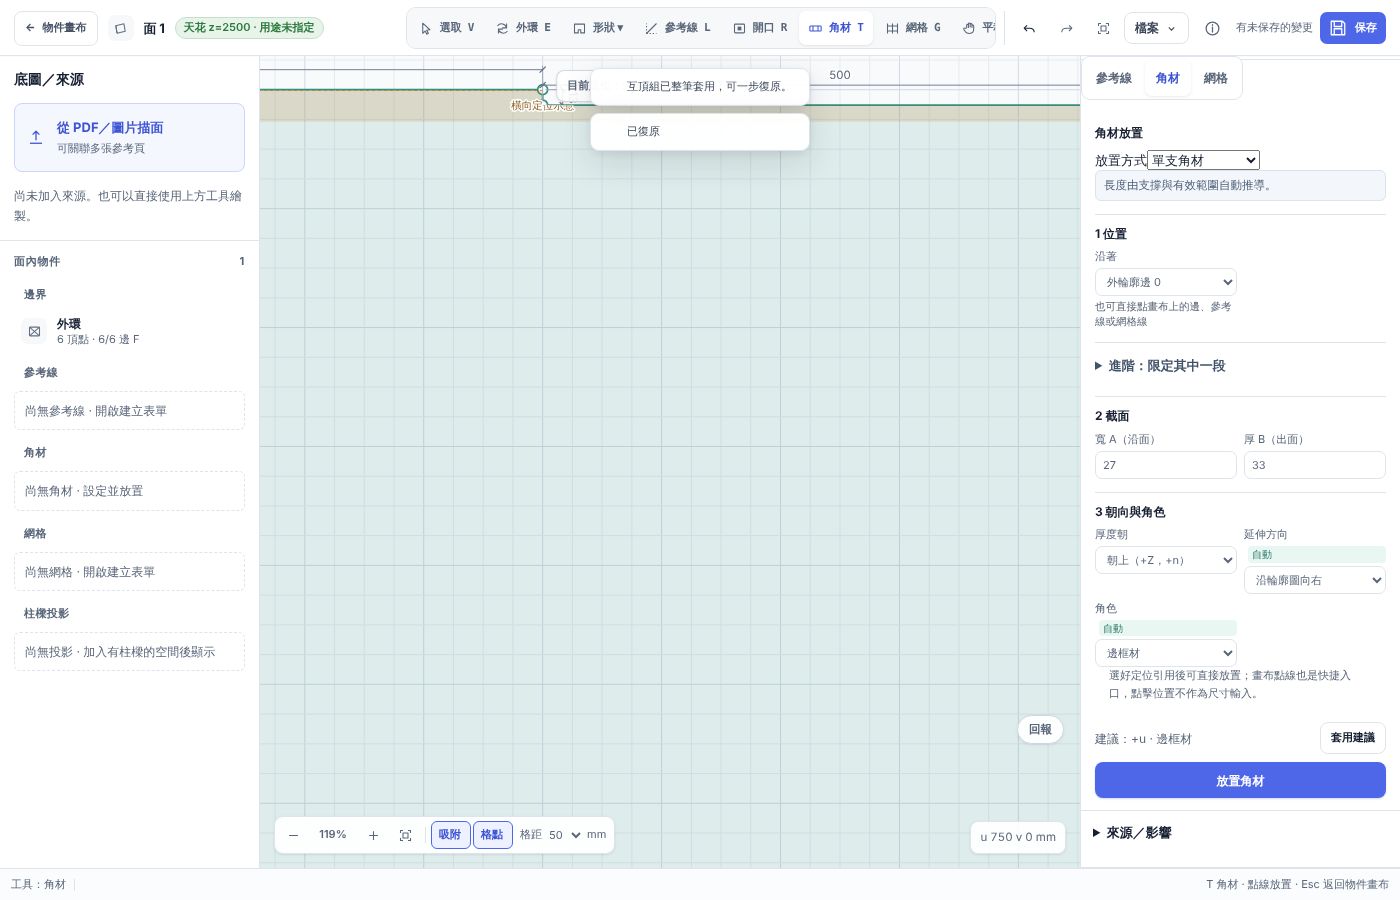 物件畫布
面 1
天花 z=2500 · 用途未指定
選取 V
外環 E
形狀▾
參考線 L
開口 R
角材 T
網格 G
檔案
有未保存的變更
保存
底圖／來源
從 PDF／圖片描面
可關聯多張參考頁
尚未加入來源。也可以直接使用上方工具繪
製。
面內物件
1
邊界
外環
6 頂點 · 6/6 邊 F
參考線
尚無參考線 · 開啟建立表單
角材
尚無角材 · 設定並放置
網格
尚無網格 · 開啟建立表單
柱樑投影
尚無投影 · 加入有柱樑的空間後顯示
500
目前
橫向定位示意
互頂組已整筆套用，可一步復原。
已復原
回報
119%
吸附
格點
格距
50
mm
u 750 v 0 mm
參考線
角材
網格
角材放置
放置方式 單支角材
長度由支撐與有效範圍自動推導。
1 位置
沿著
外輪廓邊 0
也可直接點畫布上的邊、參考
線或網格線
進階：限定其中一段
2 截面
寬 A（沿面）
厚 B（出面）
27
33
3 朝向與角色
厚度朝
延伸方向
自動
朝上（+Z，+n）
沿輪廓圖向右
角色
自動
邊框材
選好定位引用後可直接放置；畫布點線也是快捷入
口，點擊位置不作為尺寸輸入。
建議：+u · 邊框材
套用建議
放置角材
來源／影響
工具：角材
T 角材 · 點線放置 · Esc 返回物件畫布